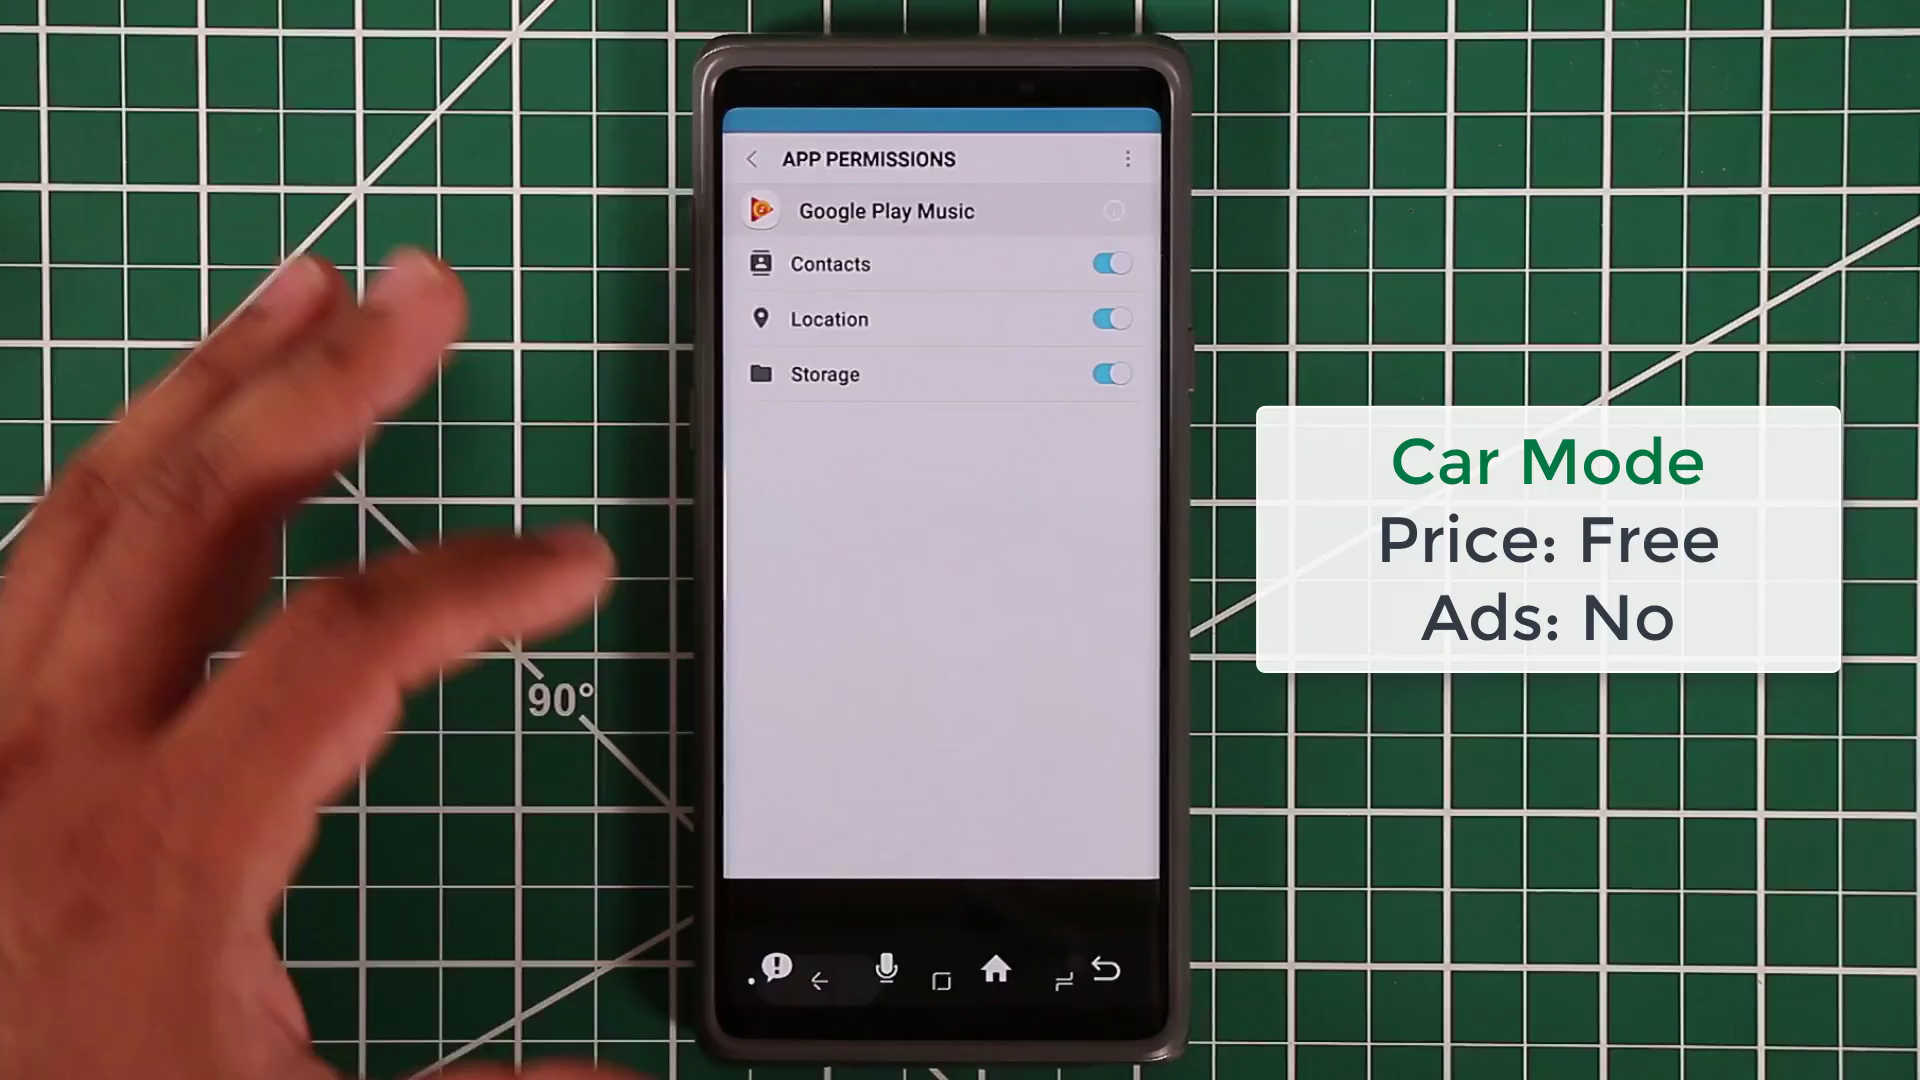 APP PERMISSIONS
Google Play Music
Contacts
Location
Storage
Car Mode
Price: Free
Ads: No
90°